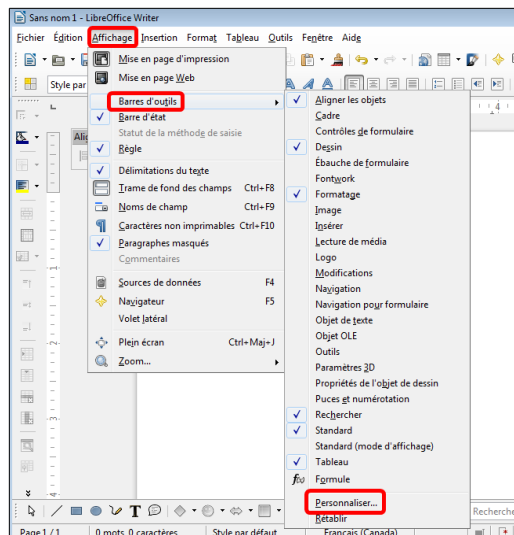 Sans nom 1 - LibreOffice Writer
Fichier Édition Affichage Insertion Format Tableau Outils Fenêtre Aide
Mise en page d'impression
Style par
Mise en page Web
Barres d'outils
Barre d'état
Statut de la méthode de saisie
Règle
Délimitations du texte
Trame de fond des champs Ctrl+F8
Noms de champ Ctrl+F9
Caractères non imprimables Ctrl+F10
Paragraphes masqués
Commentaires
Sources de données F4
Navigateur F5
Volet latéral
Plein écran Ctrl+Maj+J
Zoom...
Aligner les objets
Cadre
Contrôles de formulaire
Dessin
Ébauche de formulaire
Fontwork
Formatage
Image
Insérer
Lecture de média
Logo
Modifications
Navigation
Navigation pour formulaire
Objet de texte
Objet OLE
Outils
Paramètres 3D
Propriétés de l'objet de dessin
Puces et numérotation
Rechercher
Standard
Standard (mode d'affichage)
Tableau
Formule
Personnaliser...
Rétablir
Recherche
Page 1 / 1 0 mots, 0 caractères Style par défaut Français (Canada)